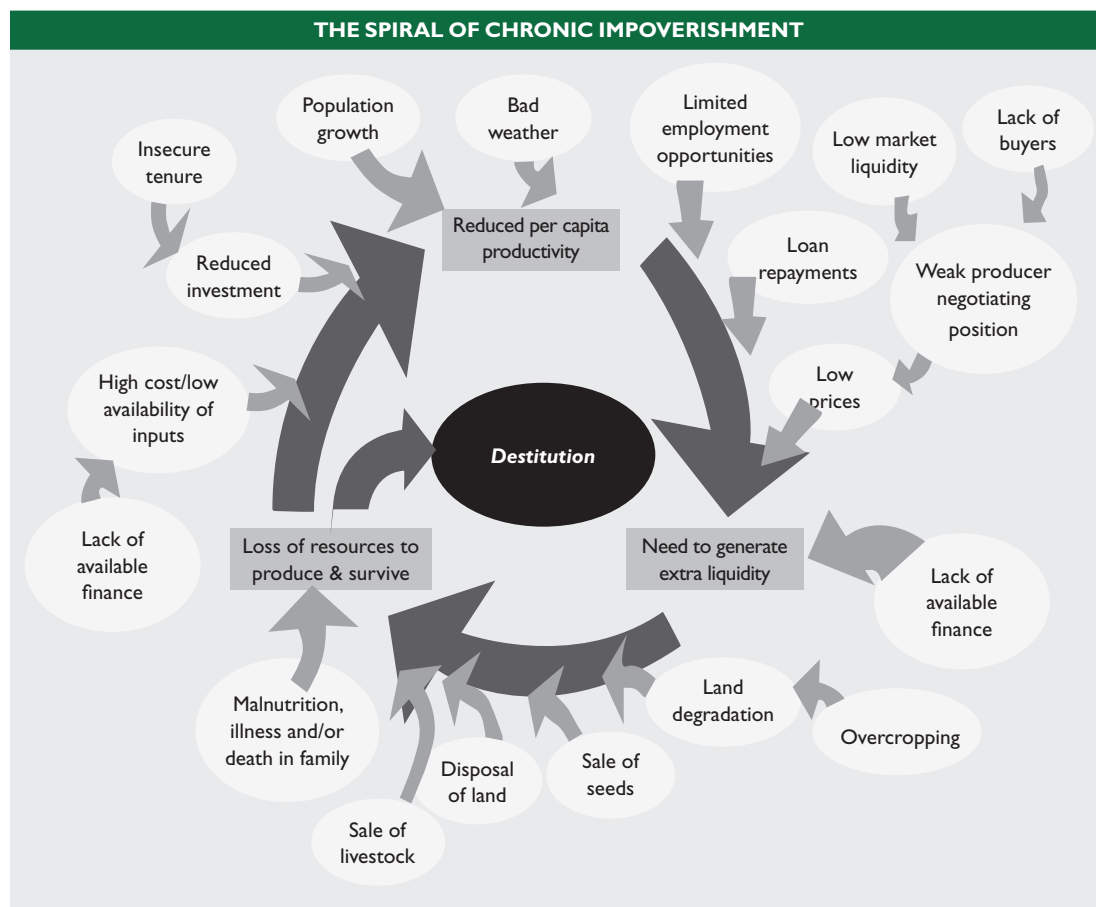 THE SPIRAL OF CHRONIC IMPOVERISHMENT
Population
growth
Bad
weather
Limited
employment
opportunities
Low market
liquidity
Lack of
buyers
Insecure
tenure
Reduced per capita
productivity
Reduced
investment
Loan
repayments
Weak producer
negotiating
position
High cost/low
availability of
inputs
Low
prices
Destitution
Lack of
available
finance
Loss of resources to
produce & survive
Need to generate
extra liquidity
Lack of
available
finance
Malnutrition,
illness and/or
death in family
Land
degradation
Overcropping
Disposal
of land
Sale of
seeds
Sale of
livestock